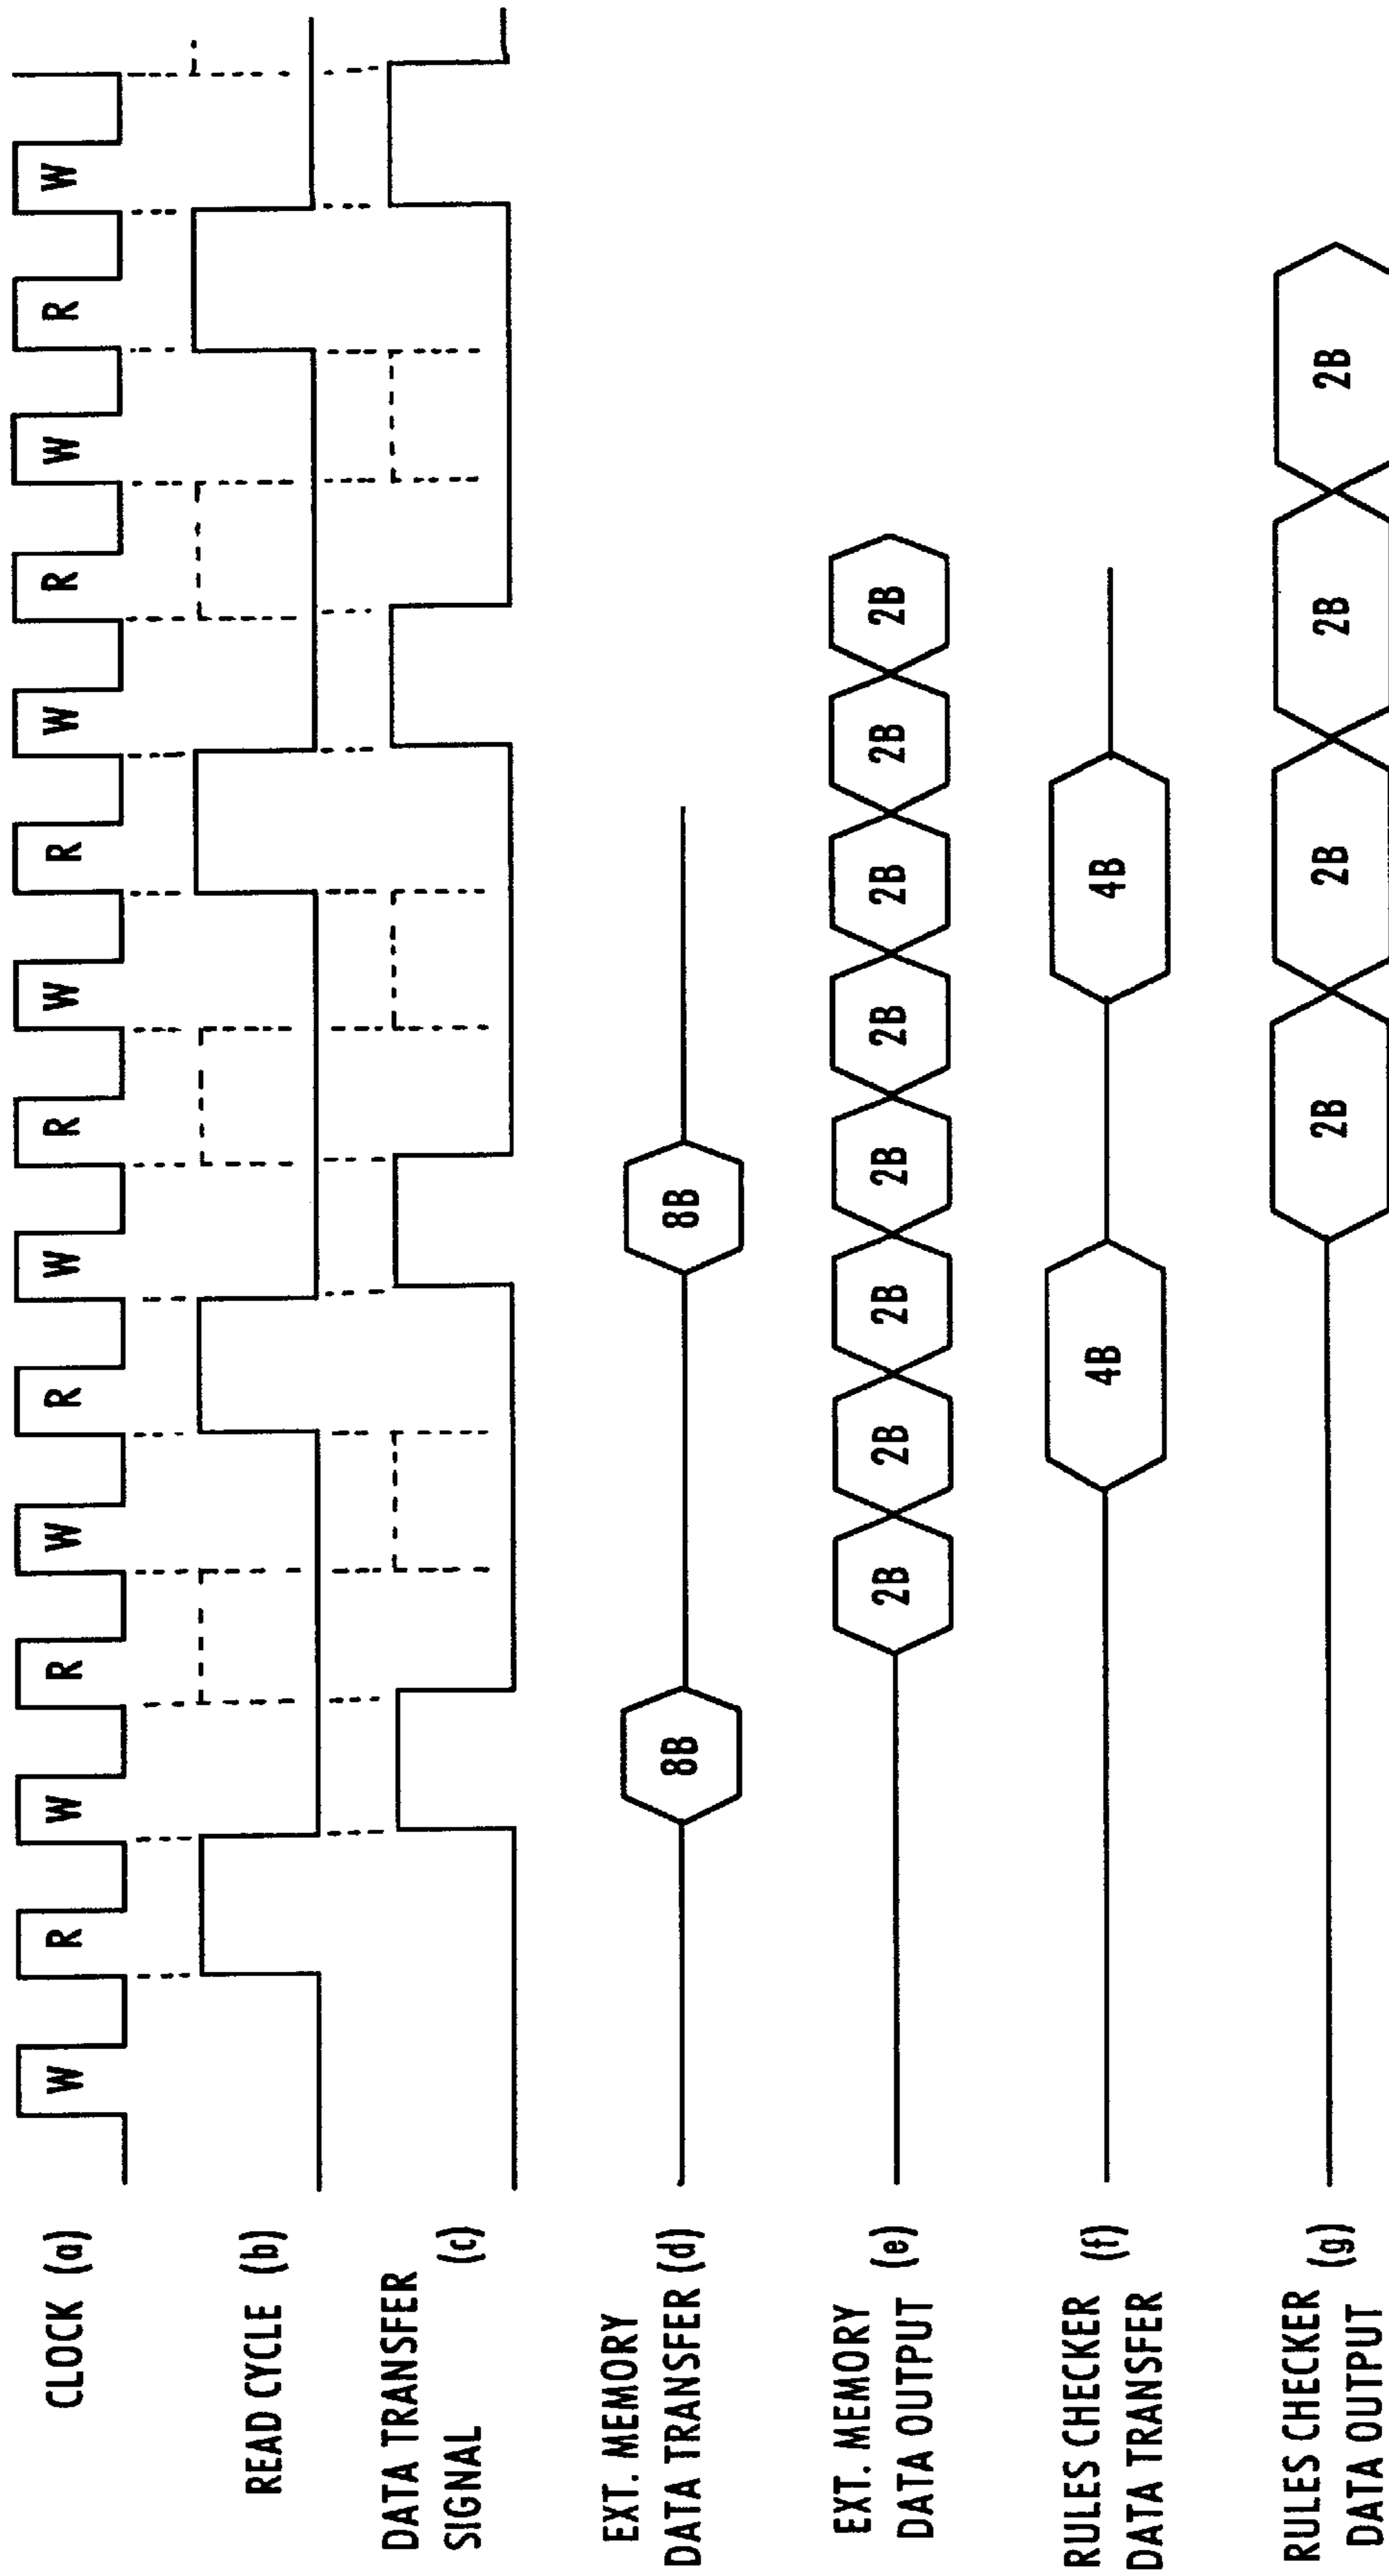 CLOCK (a) W R W R W R W R W R W R W R W
READ CYCLE (b)
DATA TRANSFER
SIGNAL (c)
EXT. MEMORY
DATA TRANSFER (d) 8B 8B
EXT. MEMORY
DATA OUTPUT (e) 2B 2B 2B 2B 2B 2B 2B 2B
RULES CHECKER
DATA TRANSFER (f) 4B 4B
RULES CHECKER
DATA OUTPUT (g) 2B 2B 2B 2B